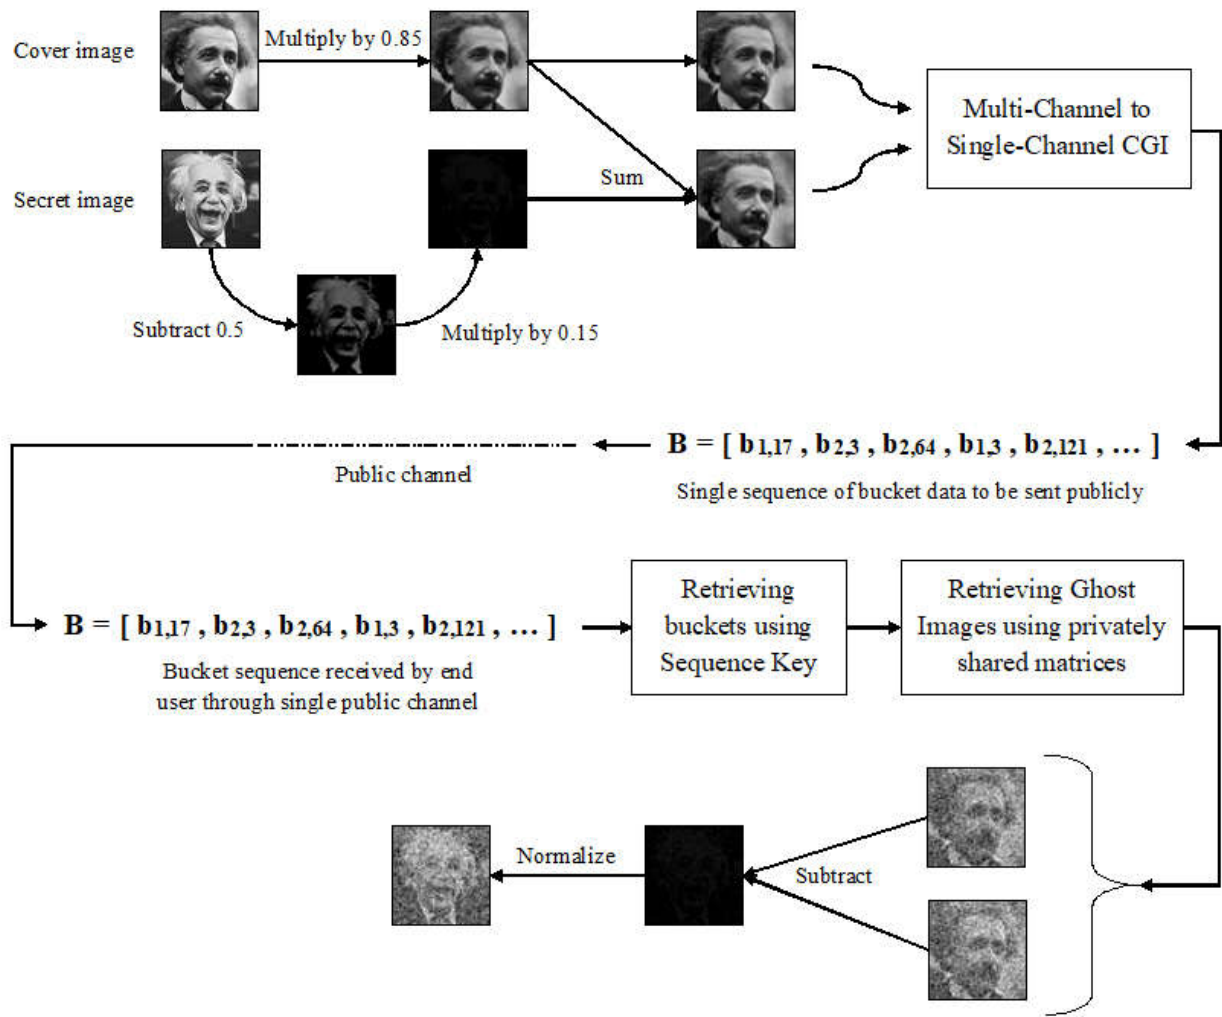 Cover image
Multiply by 0.85
Multi-Channel to
Single-Channel CGI
Secret image
Sum
Subtract 0.5
Multiply by 0.15
B = [ b1,17 , b2,3 , b2,64 , b1,3 , b2,121 , ... ]
Public channel
Single sequence of bucket data to be sent publicly
B = [ b1,17 , b2,3 , b2,64 , b1,3 , b2,121 , ... ]
Bucket sequence received by end
user through single public channel
Retrieving
buckets using
Sequence Key
Retrieving Ghost
Images using privately
shared matrices
Normalize
Subtract